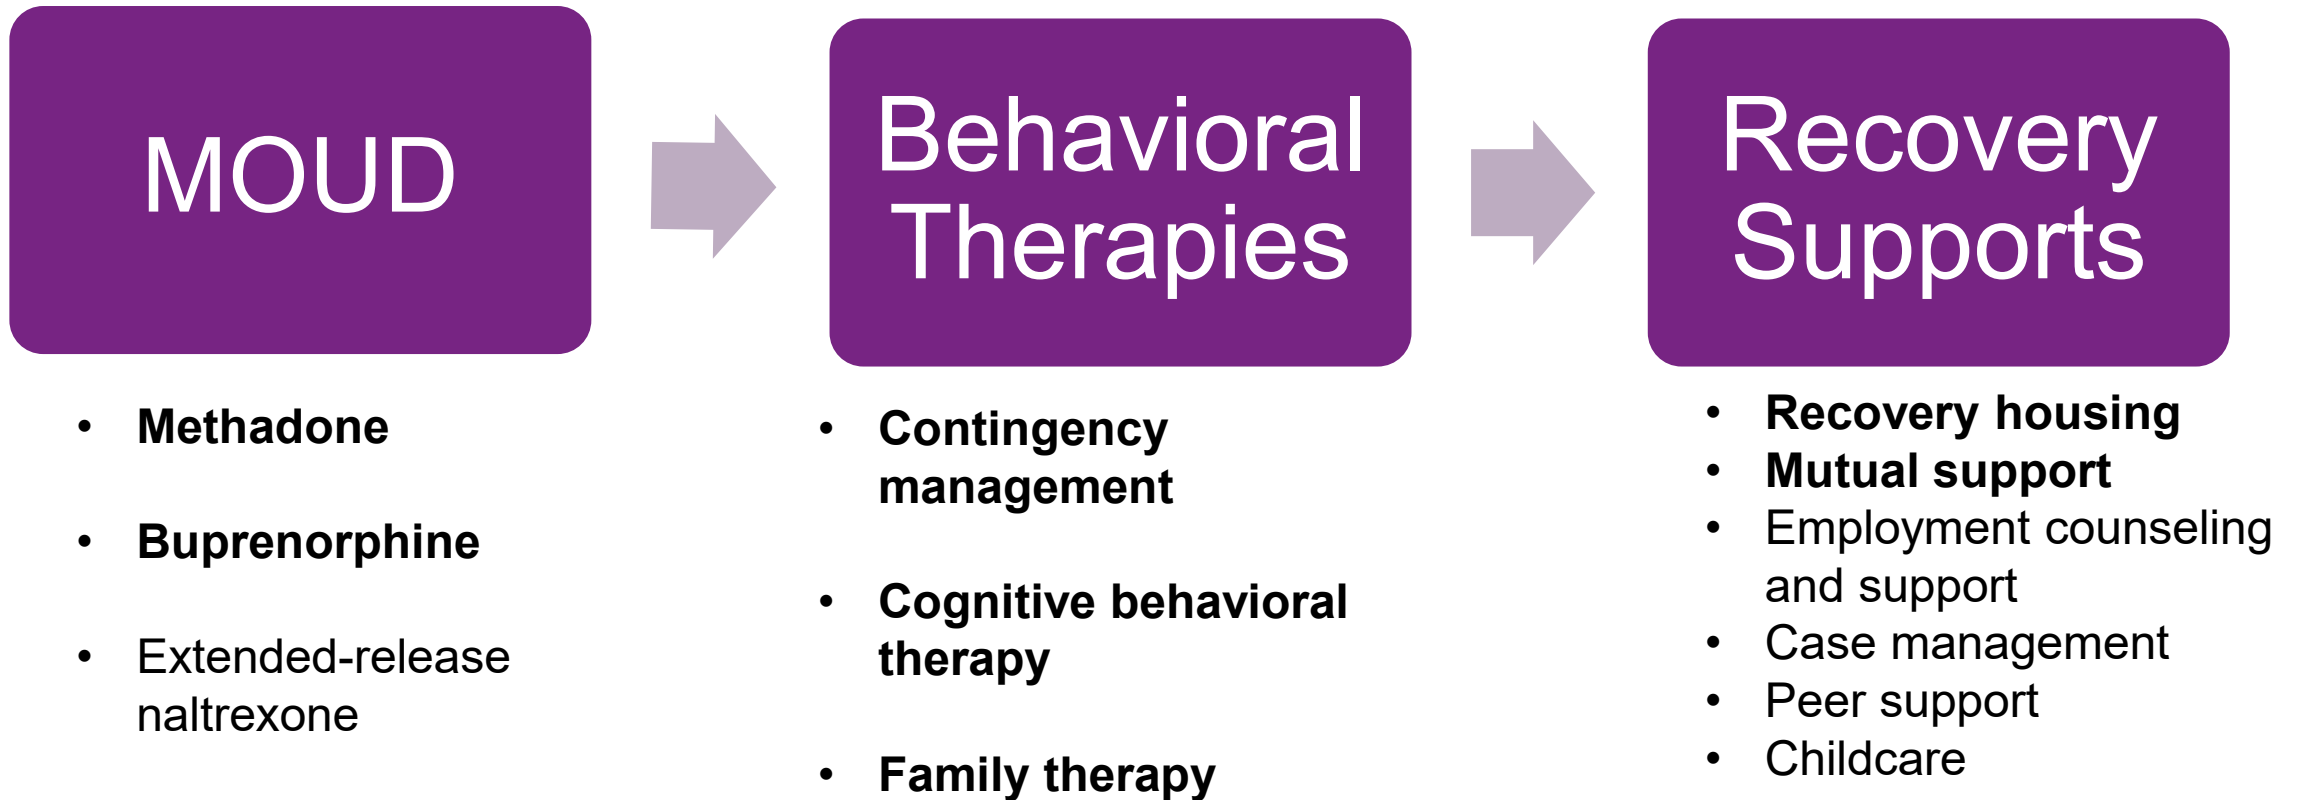 MOUD
• Methadone
• Buprenorphine
• Extended-release
naltrexone
Behavioral
Therapies
• Contingency
management
• Cognitive behavioral
therapy
• Family therapy
Recovery
Supports
• Recovery housing
• Mutual support
• Employment counseling
and support
• Case management
• Peer support
• Childcare